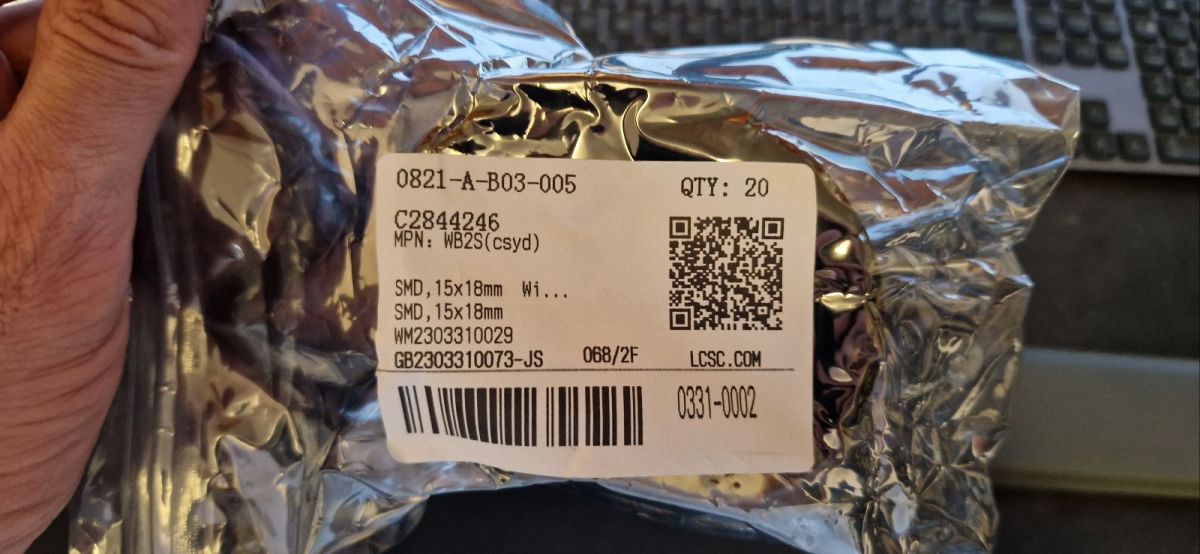 0821-A-B03-005 QTY: 20
C2844246
MPN: WB2S(csyd)
SMD,15x18mm Wi...
SMD,15x18mm
WM2303310029
GB2303310073-JS 068/2F LCSC.COM
0331-0002